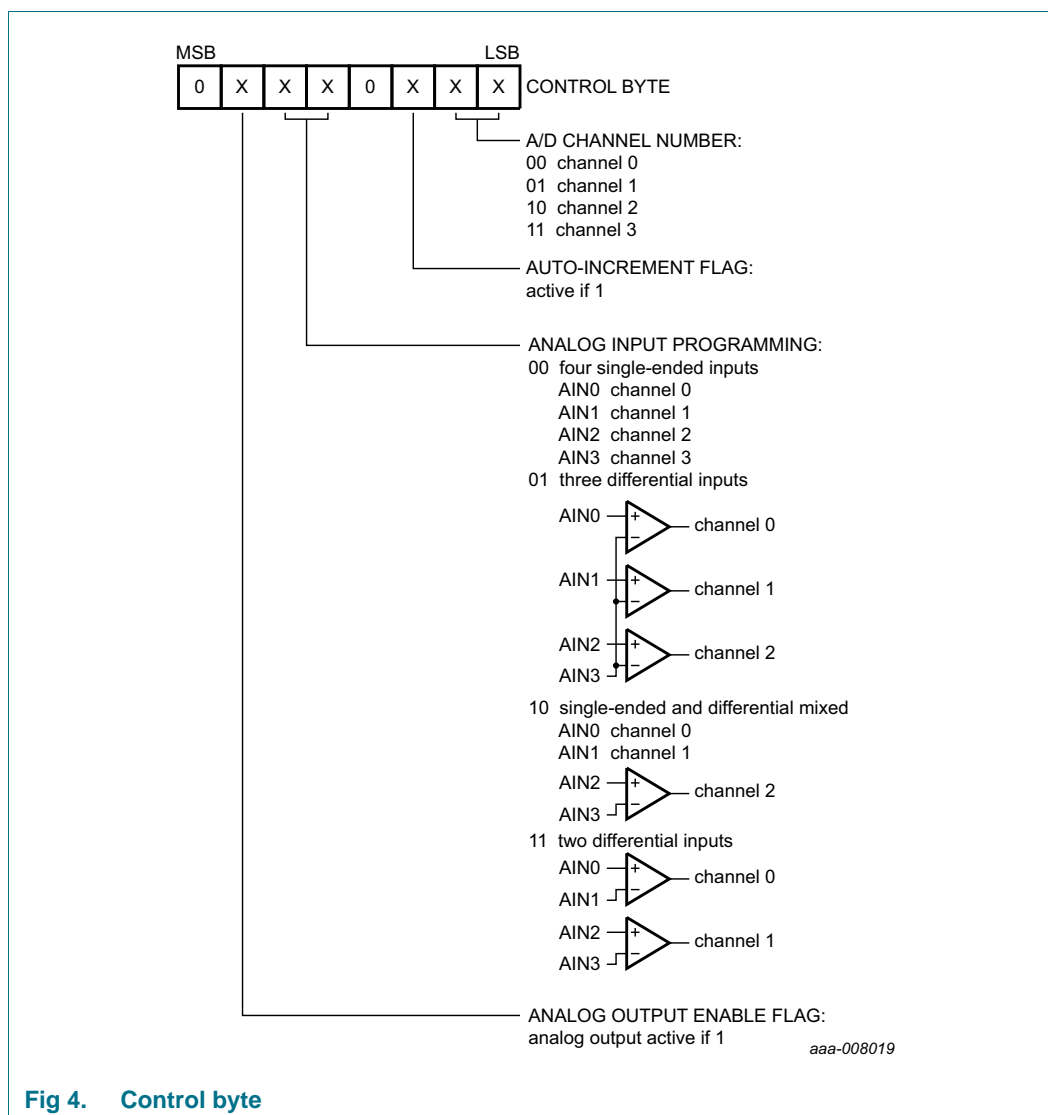 MSB LSB
0 X X X 0 X X X CONTROL BYTE
A/D CHANNEL NUMBER:
00 channel 0
01 channel 1
10 channel 2
11 channel 3
AUTO-INCREMENT FLAG:
active if 1
ANALOG INPUT PROGRAMMING:
00 four single-ended inputs
AIN0 channel 0
AIN1 channel 1
AIN2 channel 2
AIN3 channel 3
01 three differential inputs
AIN0 + − channel 0
AIN1 + − channel 1
AIN2 + − channel 2
AIN3
10 single-ended and differential mixed
AIN0 channel 0
AIN1 channel 1
AIN2 + − channel 2
AIN3
11 two differential inputs
AIN0 + − channel 0
AIN1
AIN2 + − channel 1
AIN3
ANALOG OUTPUT ENABLE FLAG:
analog output active if 1
aaa-008019
Fig 4. Control byte